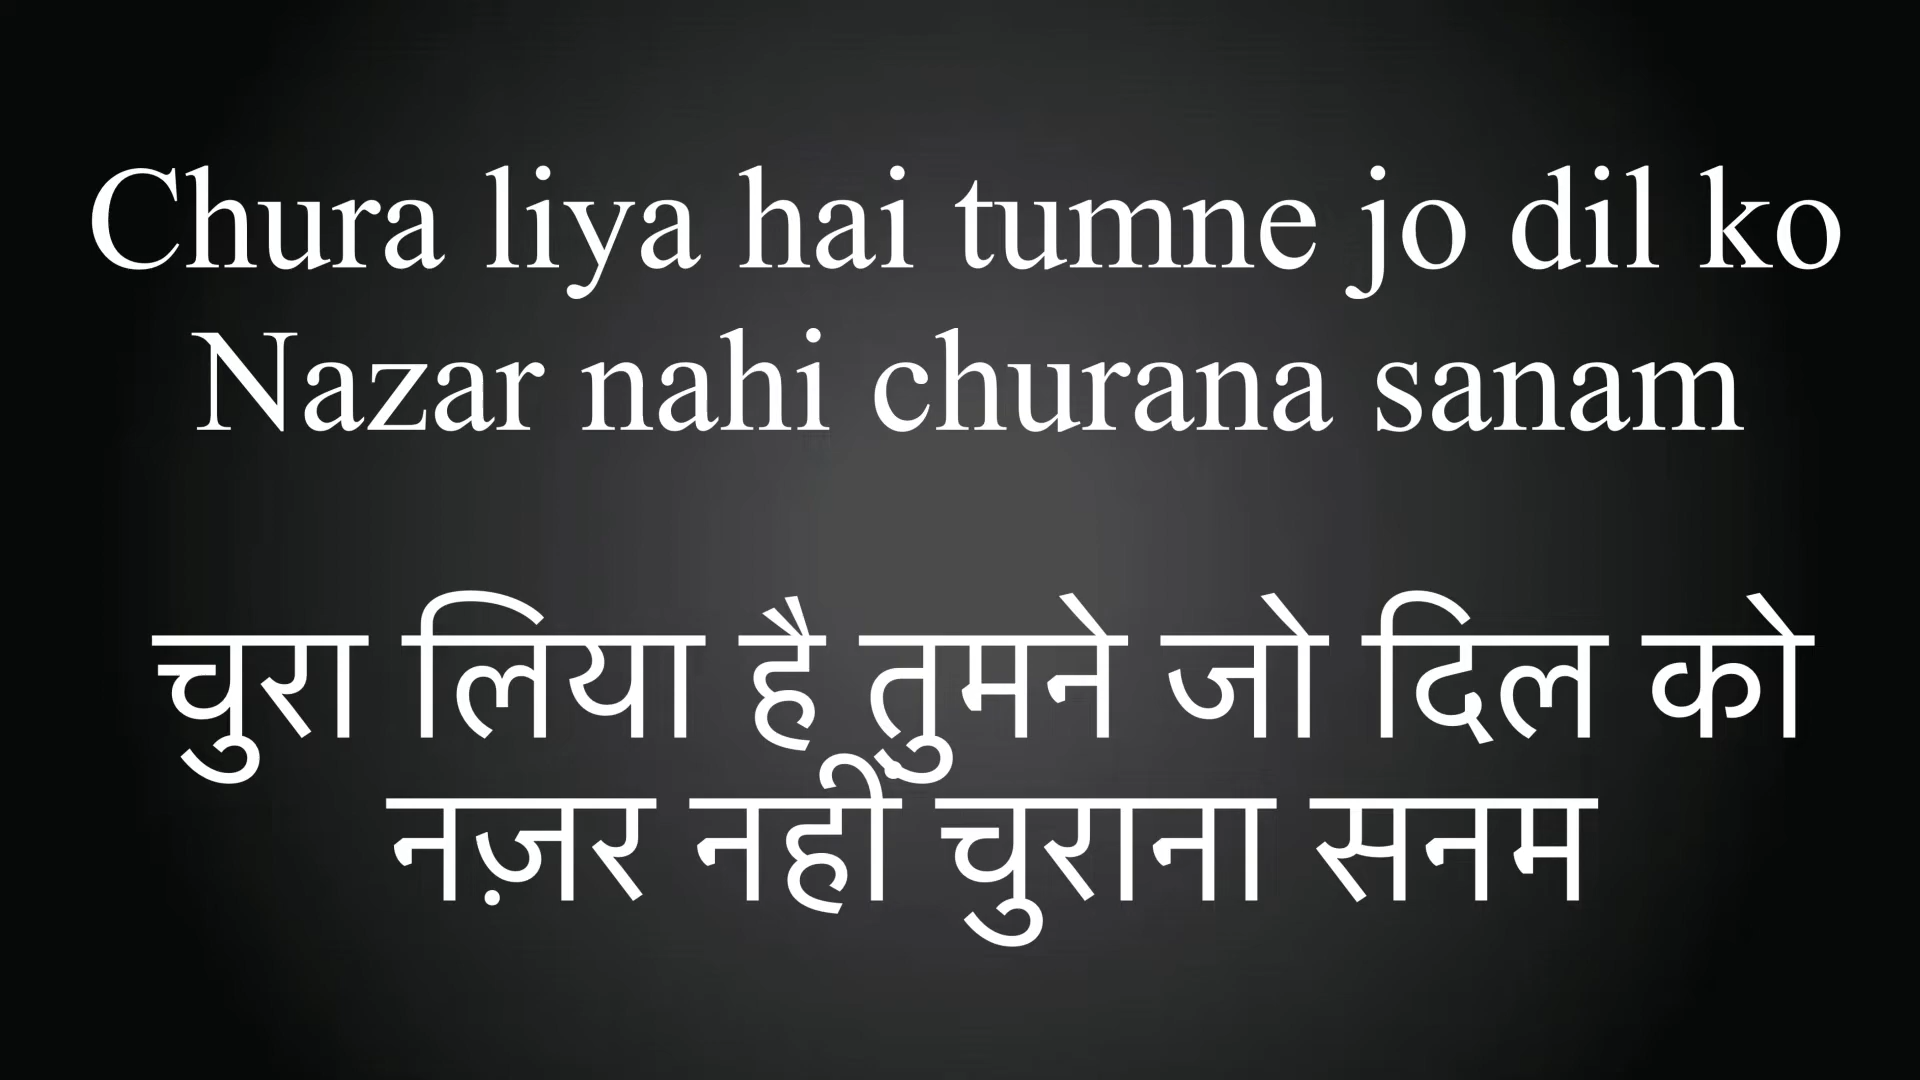 Chura liya hai tumne jo dil ko
Nazar nahi churana sanam
चुरा लिया है तुमने जो दिल को
नज़र नही चुराना सनम